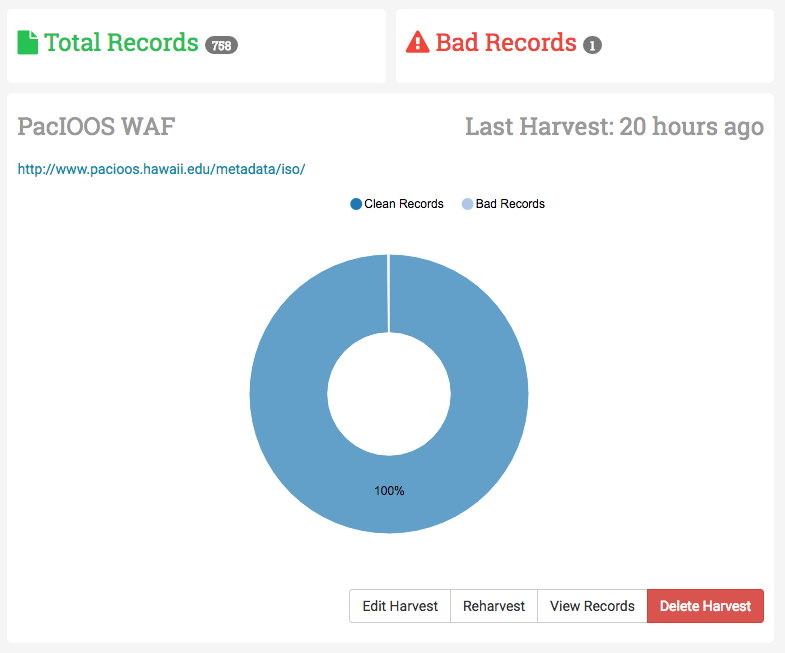 Total Records 758
Bad Records 1
PacIOOS WAF
Last Harvest: 20 hours ago
http://www.pacioos.hawaii.edu/metadata/iso/
Clean Records
Bad Records
100%
Edit Harvest
Reharvest
View Records
Delete Harvest